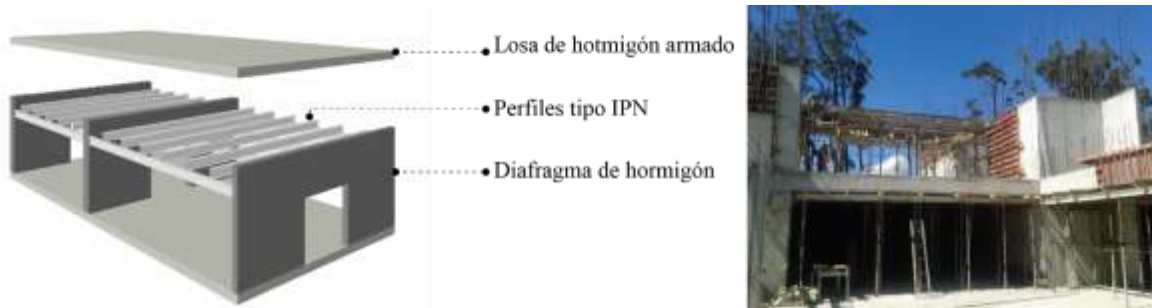 Losa de hotmigón armado
Perfiles tipo IPN
Diafragma de hormigón